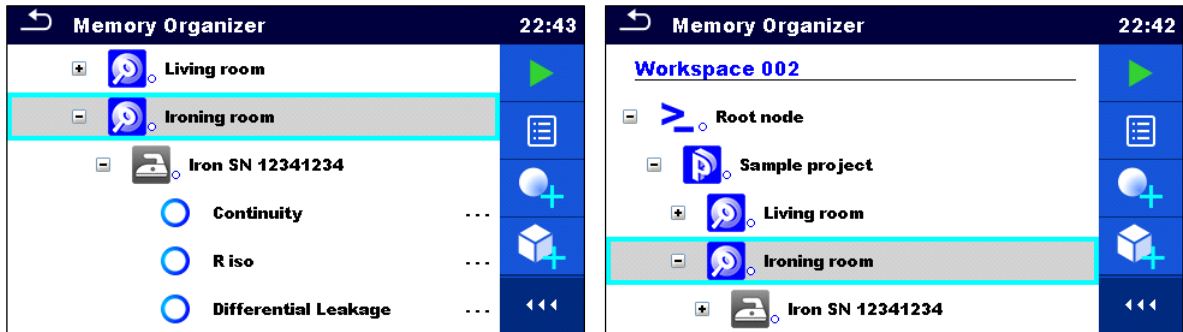 Memory Organizer 22:43
Living room
Ironing room
Iron SN 12341234
Continuity ...
R iso ...
Differential Leakage ...
Memory Organizer 22:42
Workspace 002
Root node
Sample project
Living room
Ironing room
Iron SN 12341234